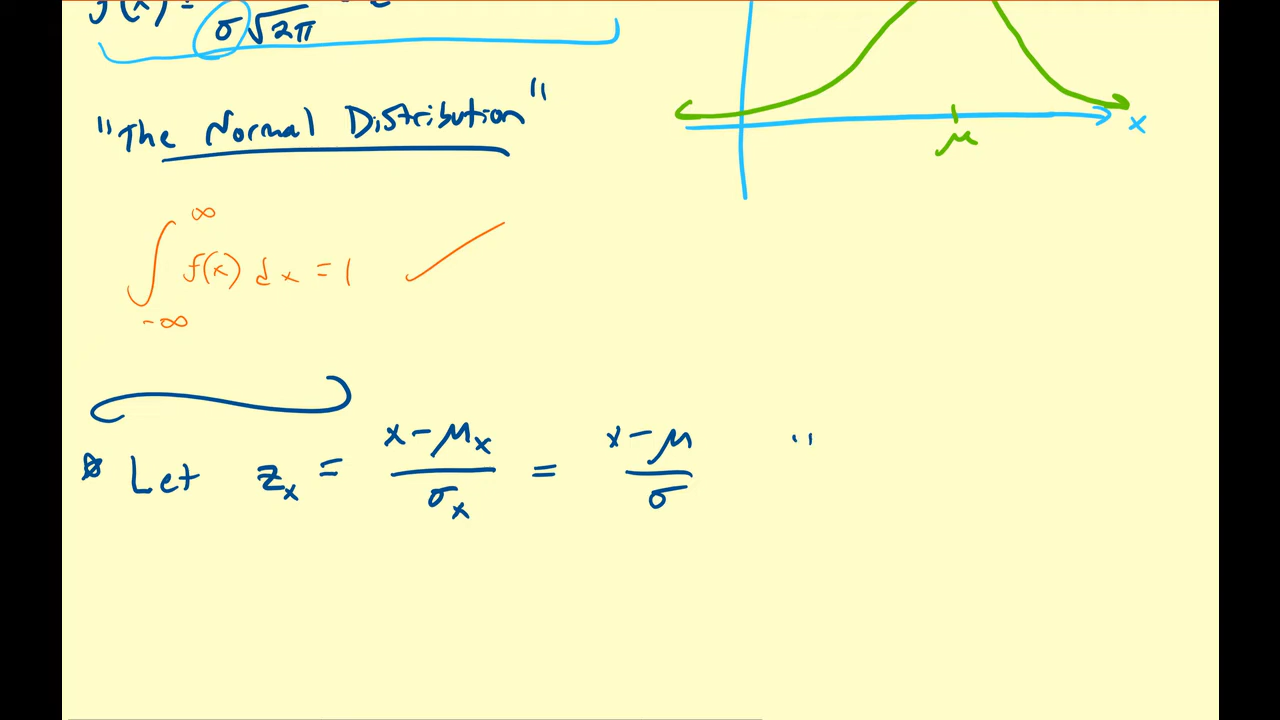 f(x) =
σ√2π
"The Normal Distribution"
x
μ
∞
∫ f(x) dx = 1 ✓
-∞
* Let z_x = (x - μ_x)/σ_x = (x - μ)/σ "